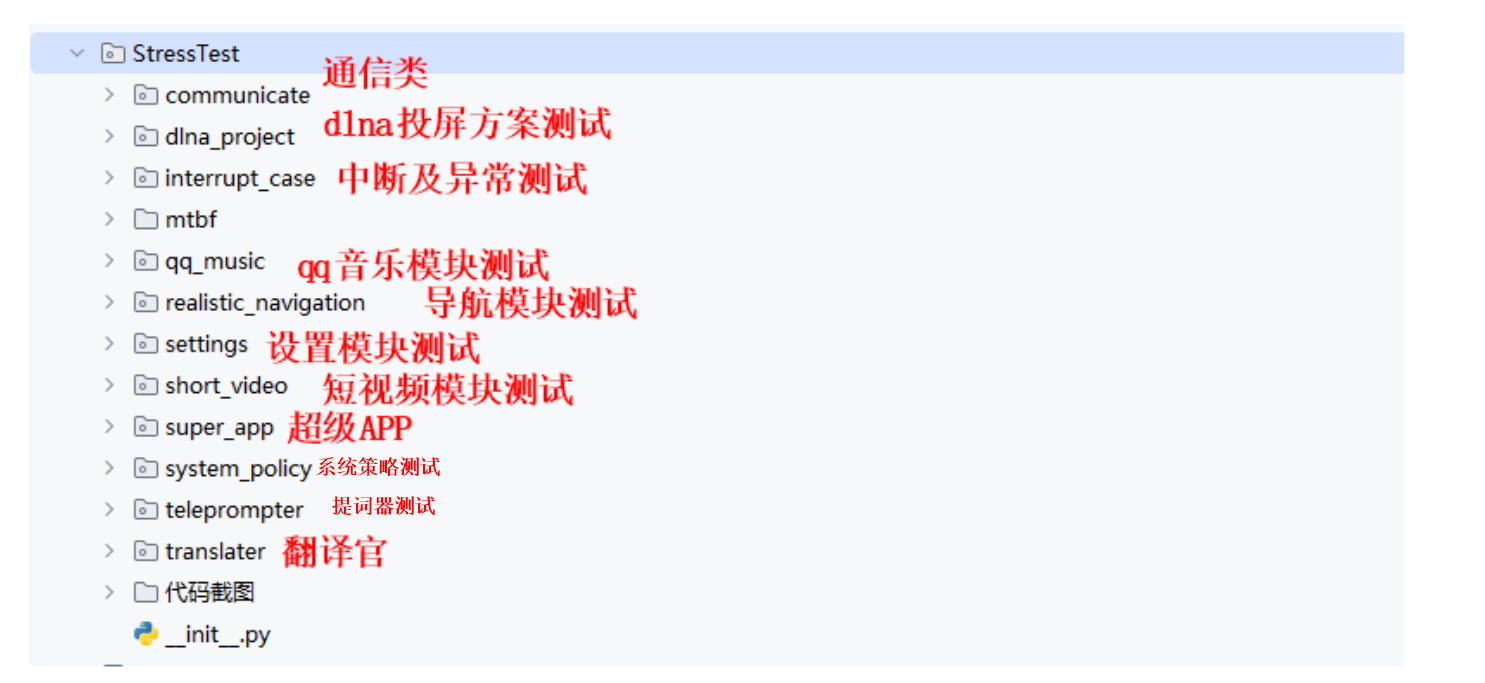 StressTest
communicate 通信类
dlna_project dlna投屏方案测试
interrupt_case 中断及异常测试
mtbf
qq_music qq音乐模块测试
realistic_navigation 导航模块测试
settings 设置模块测试
short_video 短视频模块测试
super_app 超级APP
system_policy 系统策略测试
teleprompter 提词器测试
translater 翻译官
代码截图
__init__.py